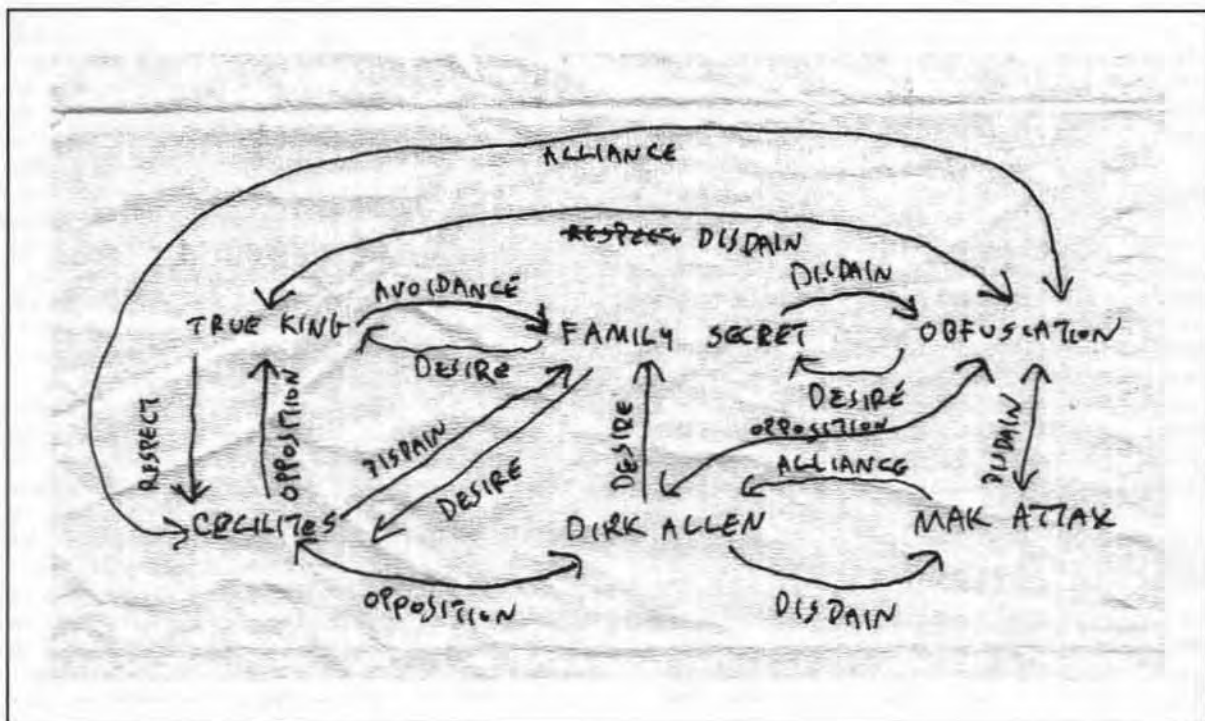 ALLIANCE
RESPECT DISDAIN
DISDAIN
AVOIDANCE
TRUE KING FAMILY SECRET OBFUSCATION
DESIRE DESIRE
RESPECT OPPOSITION DISDAIN DESIRE DESIRE OPPOSITION DISDAIN
ALLIANCE
CECILITES DIRK ALLEN MAK ATTAX
OPPOSITION DISDAIN